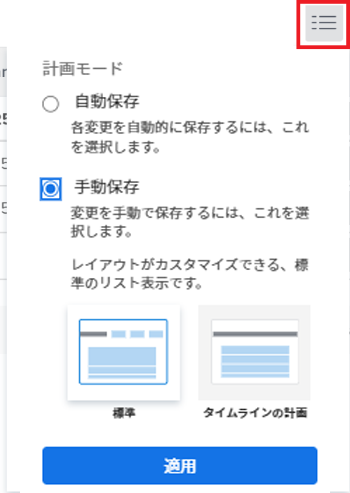 計画モード
自動保存
各変更を自動的に保存するには、これ
を選択します。
手動保存
変更を手動で保存するには、これを選
択します。
レイアウトがカスタマイズできる、標
準のリスト表示です。
標準
タイムラインの計画
適用